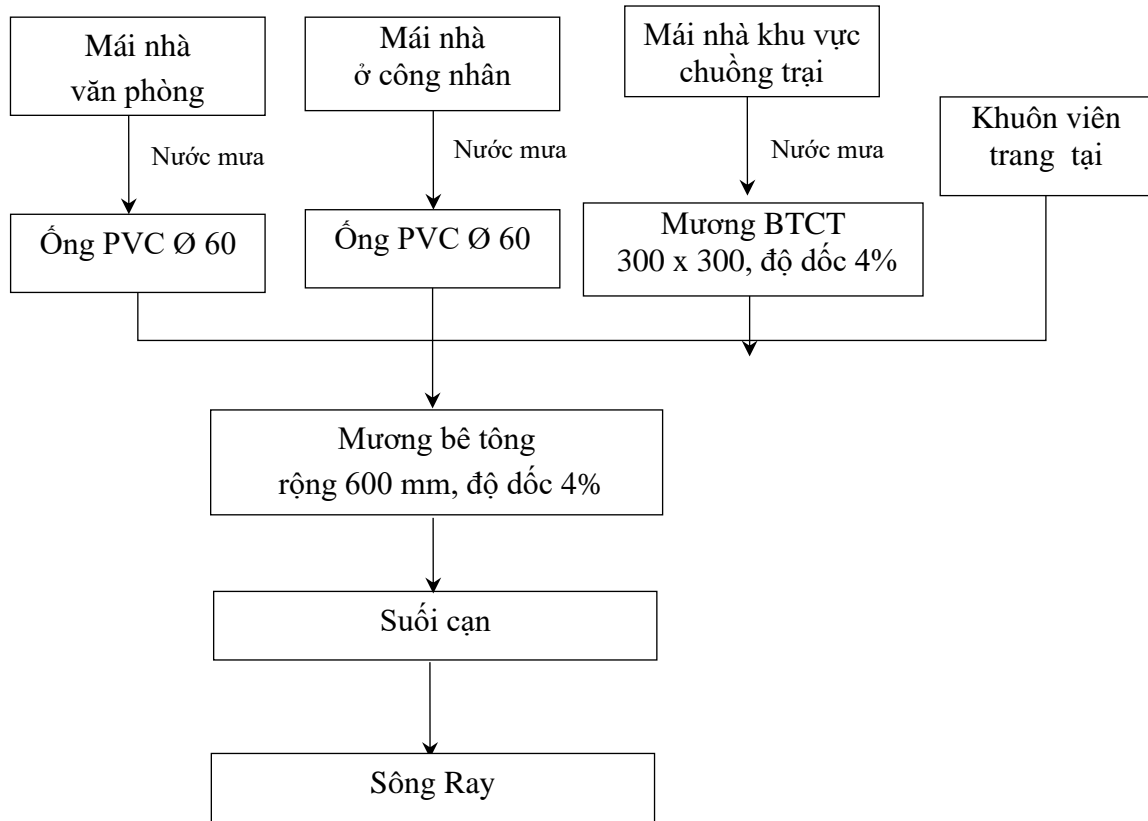 Mái nhà
văn phòng
Mái nhà
ở công nhân
Mái nhà khu vực
chuồng trại
Khuôn viên
trang tại
Nước mưa
Nước mưa
Nước mưa
Ống PVC Ø 60
Ống PVC Ø 60
Mương BTCT
300 x 300, độ dốc 4%
Mương bê tông
rộng 600 mm, độ dốc 4%
Suối cạn
Sông Ray